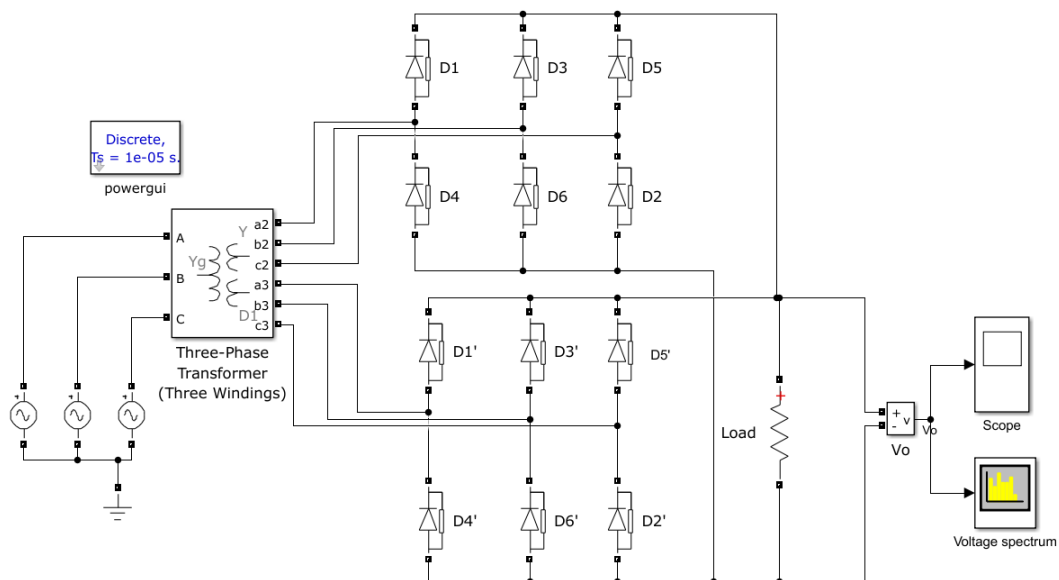 D1
D3
D5
Discrete,
Ts = 1e-05 s.
powergui
D4
D6
D2
A
B
C
Yg
Y
D1
a2
b2
c2
a3
b3
c3
Three-Phase
Transformer
(Three Windings)
D1'
D3'
D5'
Load
+
-
v
Vo
Vo
Scope
D4'
D6'
D2'
Voltage spectrum